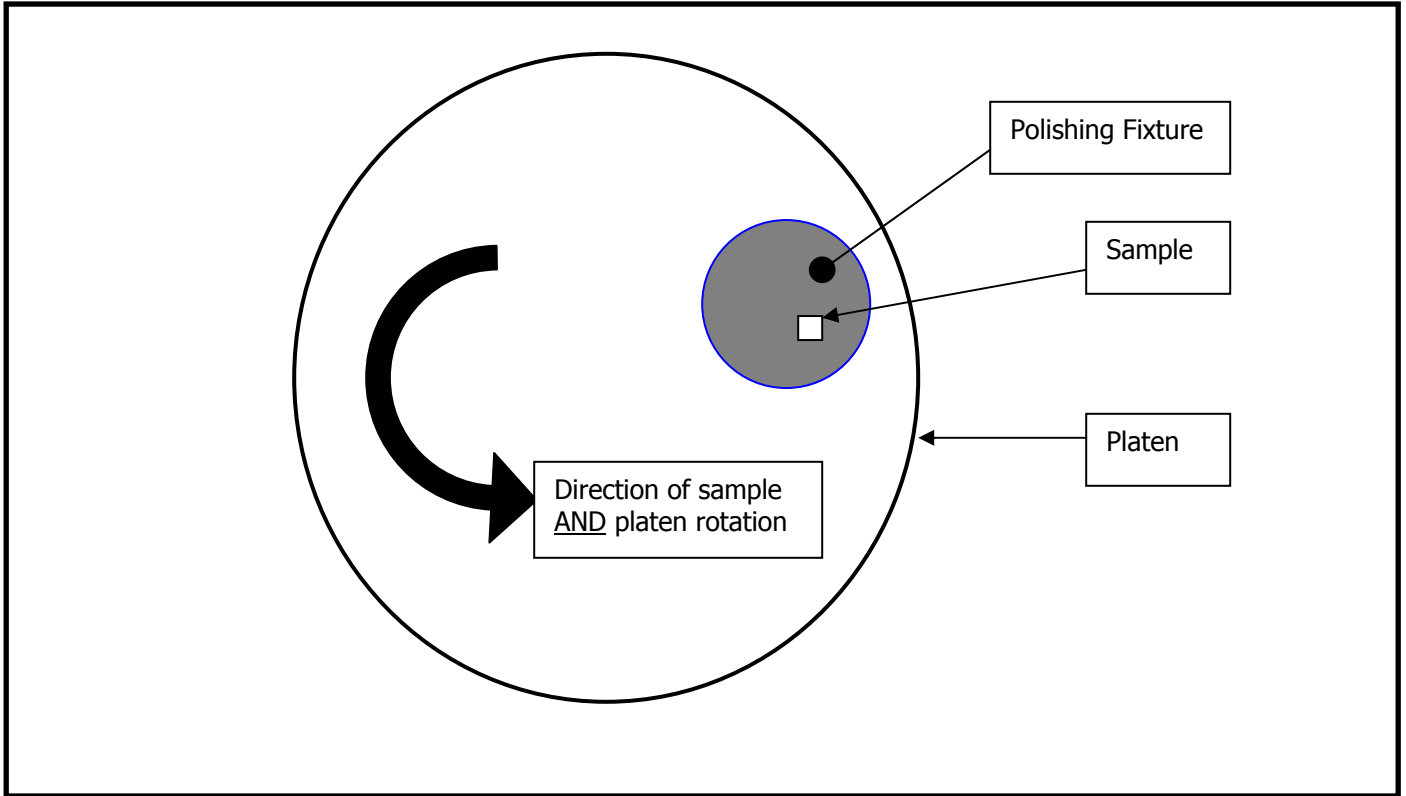 Polishing Fixture
Sample
Platen
Direction of sample
AND platen rotation